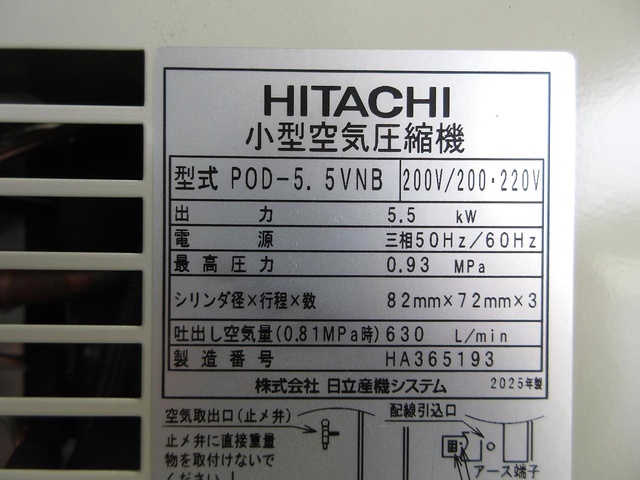 HITACHI
小型空気圧縮機
型式 POD-5.5VNB 200V/200・220V
出力 5.5 kW
電源 三相50Hz/60Hz
最高圧力 0.93 MPa
シリンダ径×行程×数 82mm×72mm×3
吐出し空気量(0.81MPa時) 630 L/min
製造番号 HA365193
株式会社 日立産機システム 2025年製
空気取出口(止メ弁) 配線引込口
止メ弁に直接重量
物を取付けないで
ください! アース端子